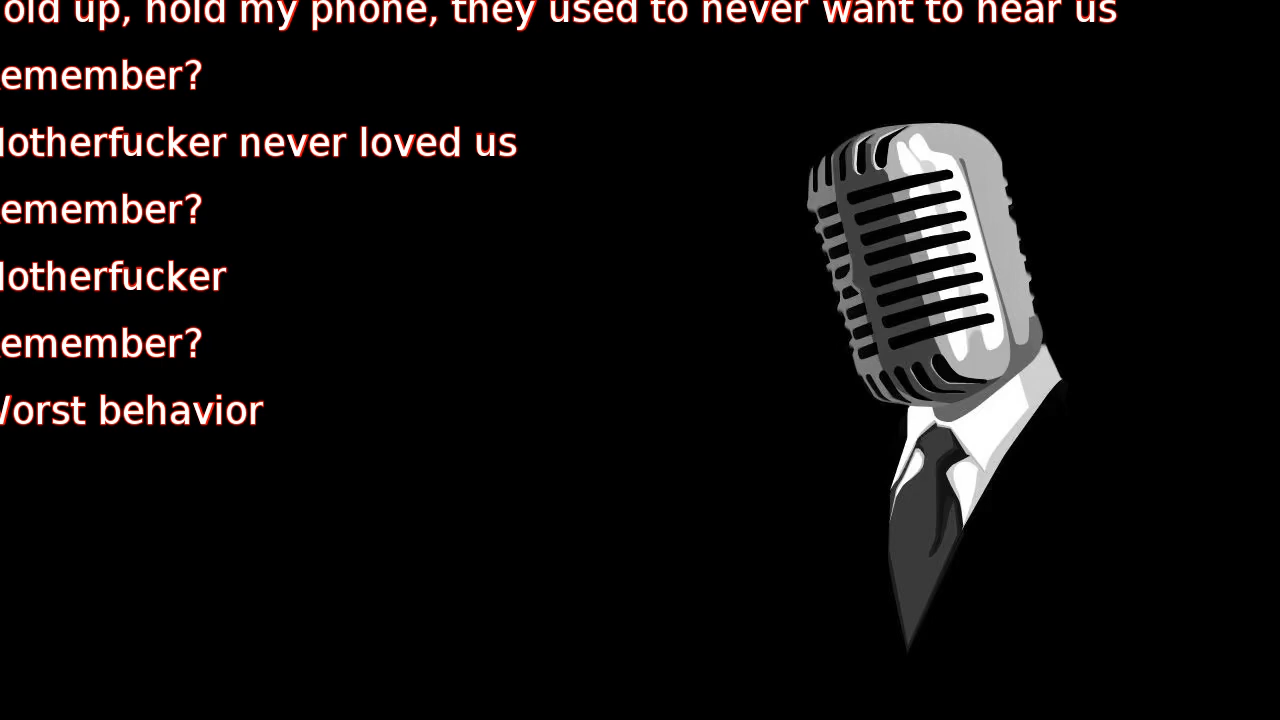 old up, hold my phone, they used to never want to hear us
emember?
otherfucker never loved us
emember?
otherfucker
emember?
Worst behavior